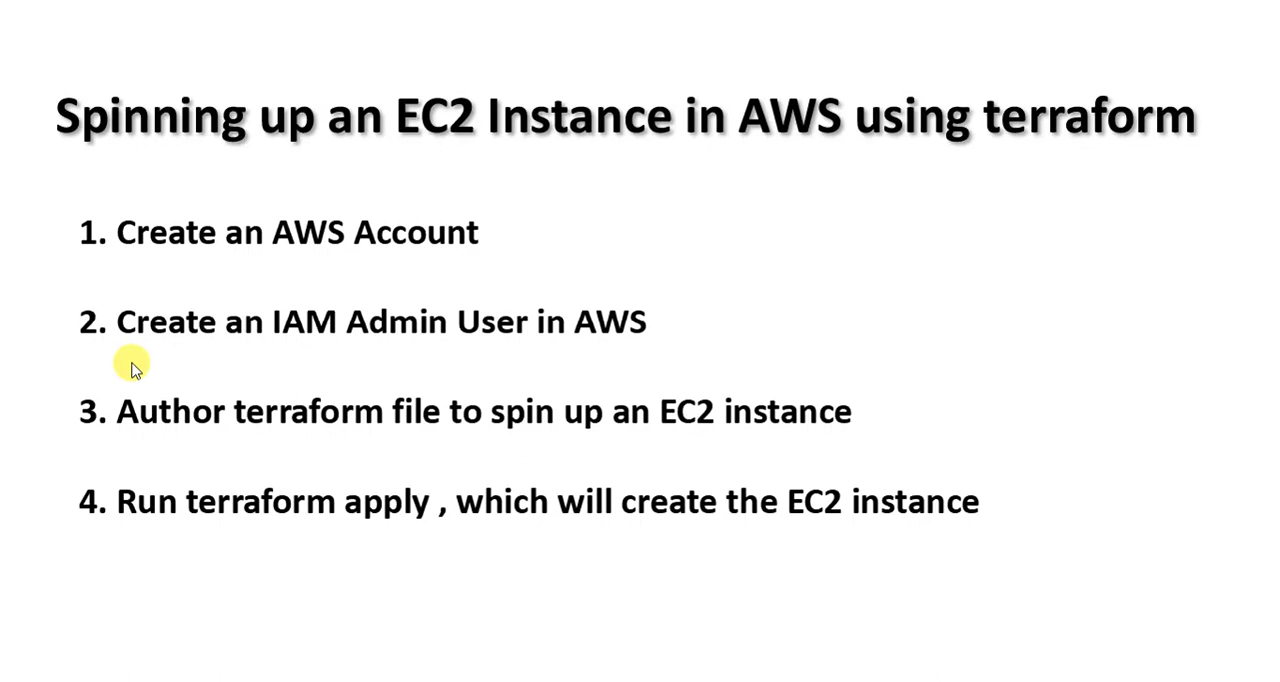 Spinning up an EC2 Instance in AWS using terraform
1. Create an AWS Account
2. Create an IAM Admin User in AWS
3. Author terraform file to spin up an EC2 instance
4. Run terraform apply , which will create the EC2 instance